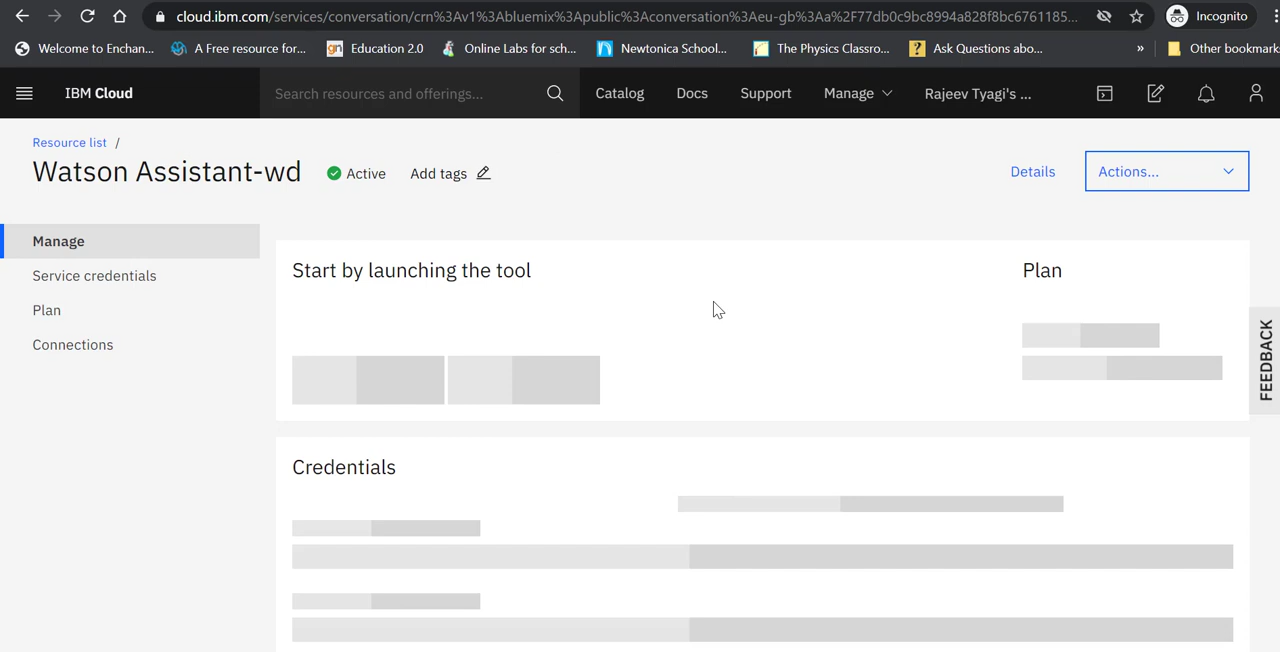 cloud.ibm.com/services/conversation/crn%3Av1%3Abluemix%3Apublic%3Aconversation%3Aeu-gb%3Aa%2F77db0c9bc8994a828f8bc6761185...
Incognito
Welcome to Enchan...
A Free resource for...
gn Education 2.0
Online Labs for sch...
Newtonica School...
The Physics Classro...
? Ask Questions abo...
»
Other bookmark
IBM Cloud
Search resources and offerings...
Catalog
Docs
Support
Manage
Rajeev Tyagi's ...
Resource list /
Watson Assistant-wd
Active
Add tags
Details
Actions...
Manage
Service credentials
Plan
Connections
Start by launching the tool
Plan
Credentials
FEEDBACK